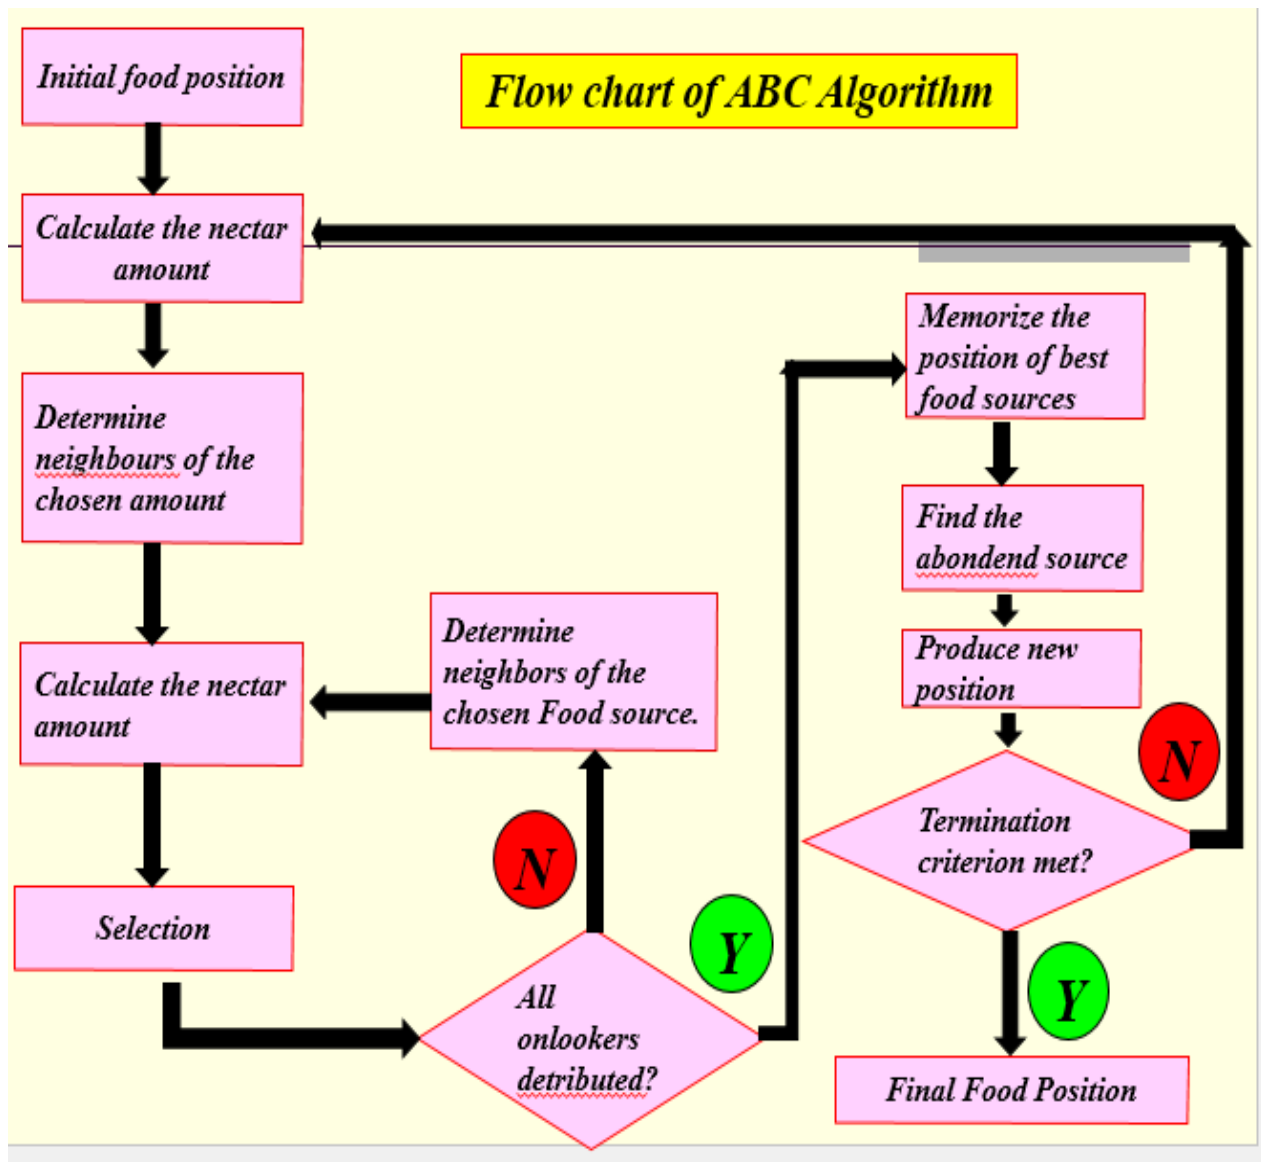 Initial food position
Flow chart of ABC Algorithm
Calculate the nectar
amount
Determine
neighbours of the
chosen amount
Calculate the nectar
amount
Selection
Determine
neighbors of the
chosen Food source.
N
All
onlookers
detributed?
Y
Memorize the
position of best
food sources
Find the
abondend source
Produce new
position
Termination
criterion met?
N
Y
Final Food Position